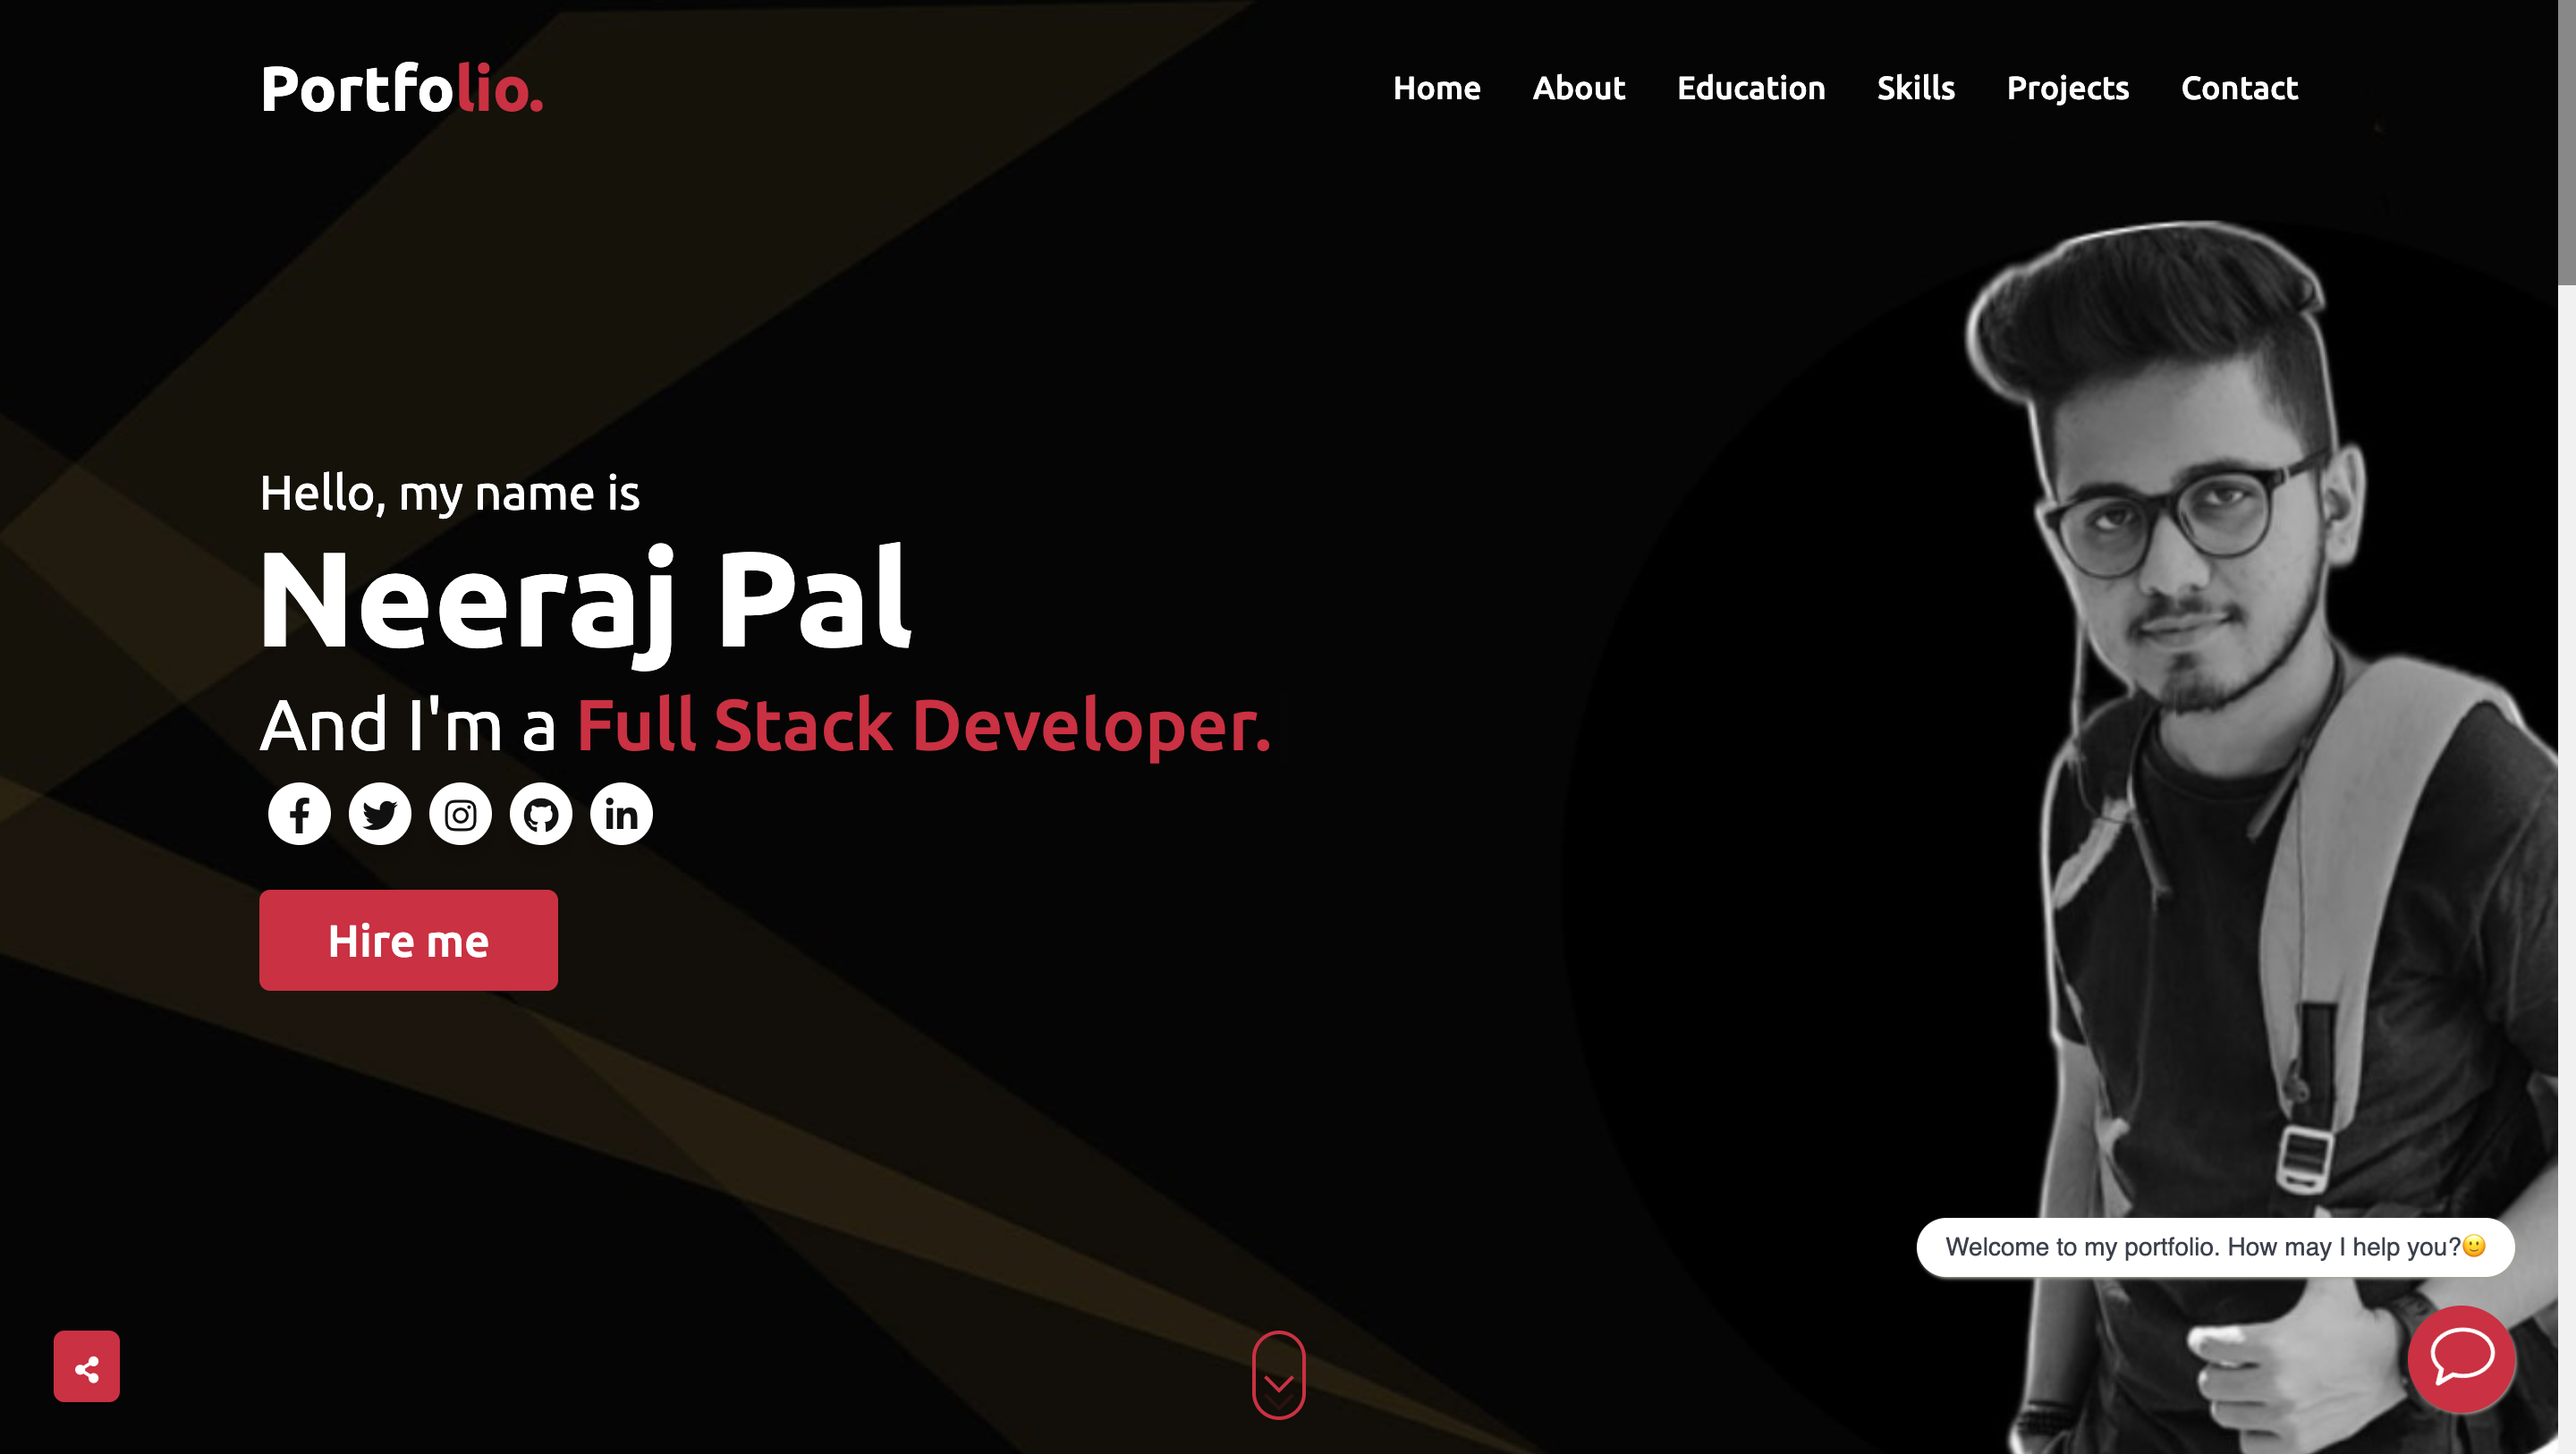 Portfolio.
Home About Education Skills Projects Contact
Hello, my name is
Neeraj Pal
And I'm a Full Stack Developer.
Hire me
Welcome to my portfolio. How may I help you?🙂